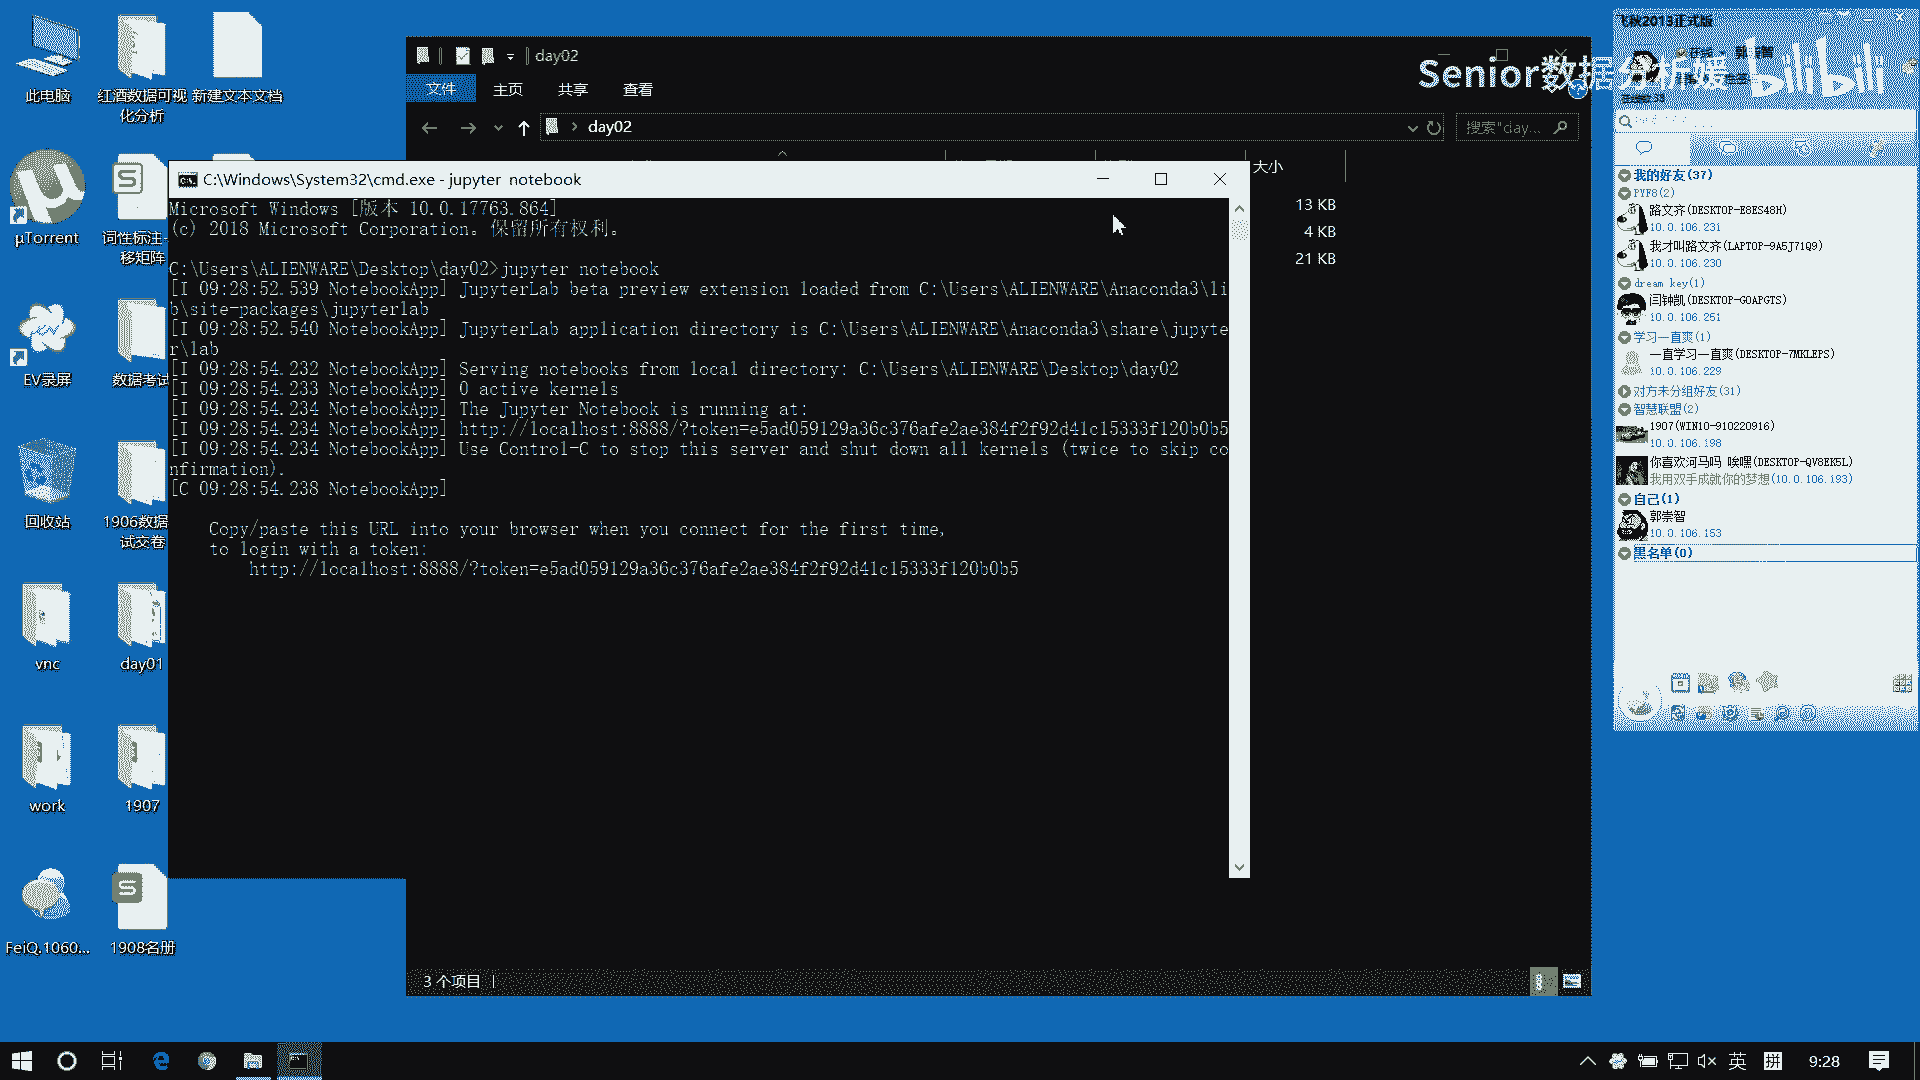 此电脑
红酒数据可视
化分析
新建文本文档
μTorrent
词性标注-
移矩阵
EV录屏
数据考试
回收站
1906数据
试交卷
vnc
day01
work
1907
FeiQ.1060...
1908名册
day02
文件
主页
共享
查看
day02
搜索"day...
大小
13 KB
4 KB
21 KB
3 个项目
C:\Windows\System32\cmd.exe - jupyter notebook
Microsoft Windows [版本 10.0.17763.864]
(c) 2018 Microsoft Corporation。保留所有权利。
C:\Users\ALIENWARE\Desktop\day02>jupyter notebook
[I 09:28:52.539 NotebookApp] JupyterLab beta preview extension loaded from C:\Users\ALIENWARE\Anaconda3\li
b\site-packages\jupyterlab
[I 09:28:52.540 NotebookApp] JupyterLab application directory is C:\Users\ALIENWARE\Anaconda3\share\jupyte
r\lab
[I 09:28:54.232 NotebookApp] Serving notebooks from local directory: C:\Users\ALIENWARE\Desktop\day02
[I 09:28:54.233 NotebookApp] 0 active kernels
[I 09:28:54.234 NotebookApp] The Jupyter Notebook is running at:
[I 09:28:54.234 NotebookApp] http://localhost:8888/?token=e5ad059129a36c376afe2ae384f2f92d41c15333f120b0b5
[I 09:28:54.234 NotebookApp] Use Control-C to stop this server and shut down all kernels (twice to skip co
nfirmation).
[C 09:28:54.238 NotebookApp]
Copy/paste this URL into your browser when you connect for the first time,
to login with a token:
http://localhost:8888/?token=e5ad059129a36c376afe2ae384f2f92d41c15333f120b0b5
飞秋2013正式版
Senior数据分析媛
bilibili
我的好友(37)
PYF8(2)
路文齐(DESKTOP-E8ES48H)
10.0.106.231
我才叫路文齐(LAPTOP-9A5J71Q9)
10.0.106.230
dream key(1)
闫钟凯(DESKTOP-GOAPGTS)
10.0.106.251
学习一直爽(1)
一直学习一直爽(DESKTOP-7MKLEPS)
10.0.106.229
对方未分组好友(31)
智慧联盟(2)
1907(WIN10-910220916)
10.0.106.198
你喜欢河马吗 唉嘿(DESKTOP-QV8EK5L)
我用双手成就你的梦想(10.0.106.193)
自己(1)
郭崇智
10.0.106.153
黑名单(0)
英
拼
9:28